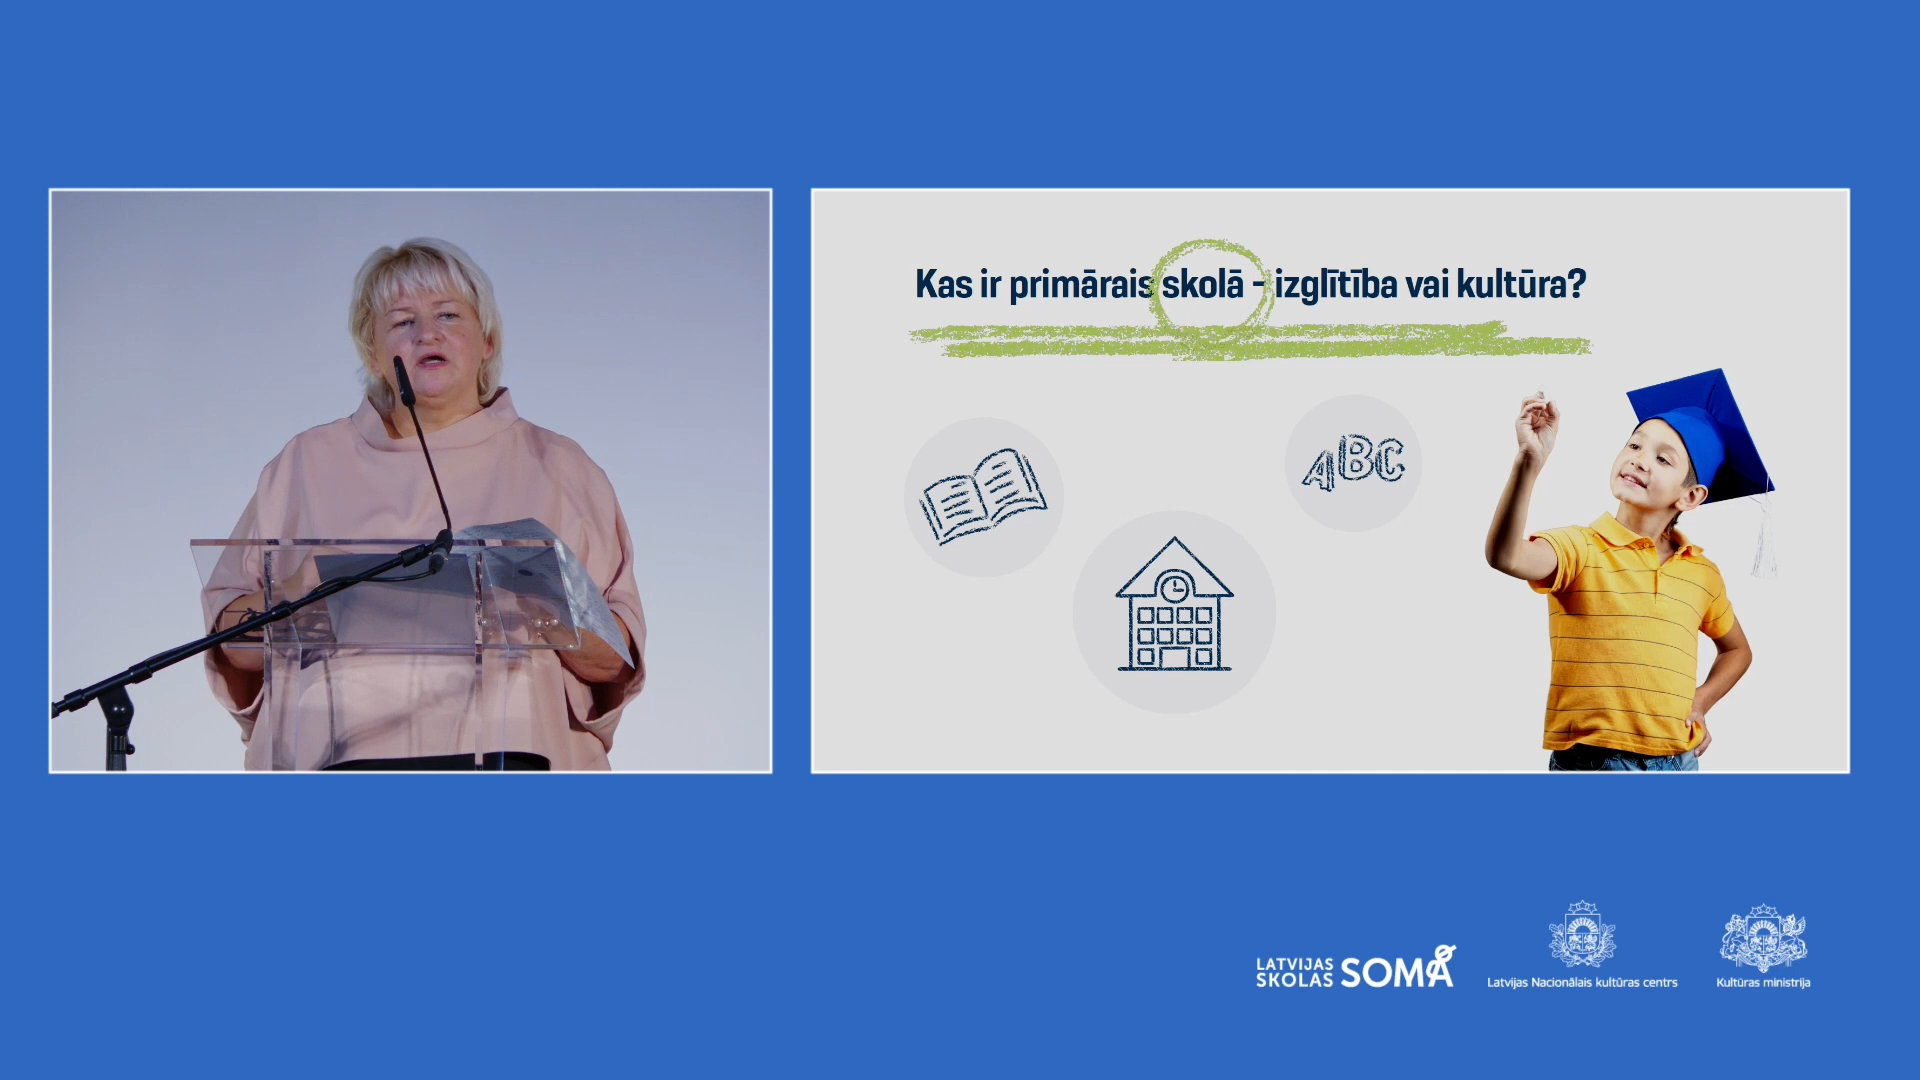 Kas ir primārais skolā - izglītība vai kultūra?
ABC
LATVIJAS
SKOLAS SOMA
Latvijas Nacionālais kultūras centrs
Kultūras ministrija